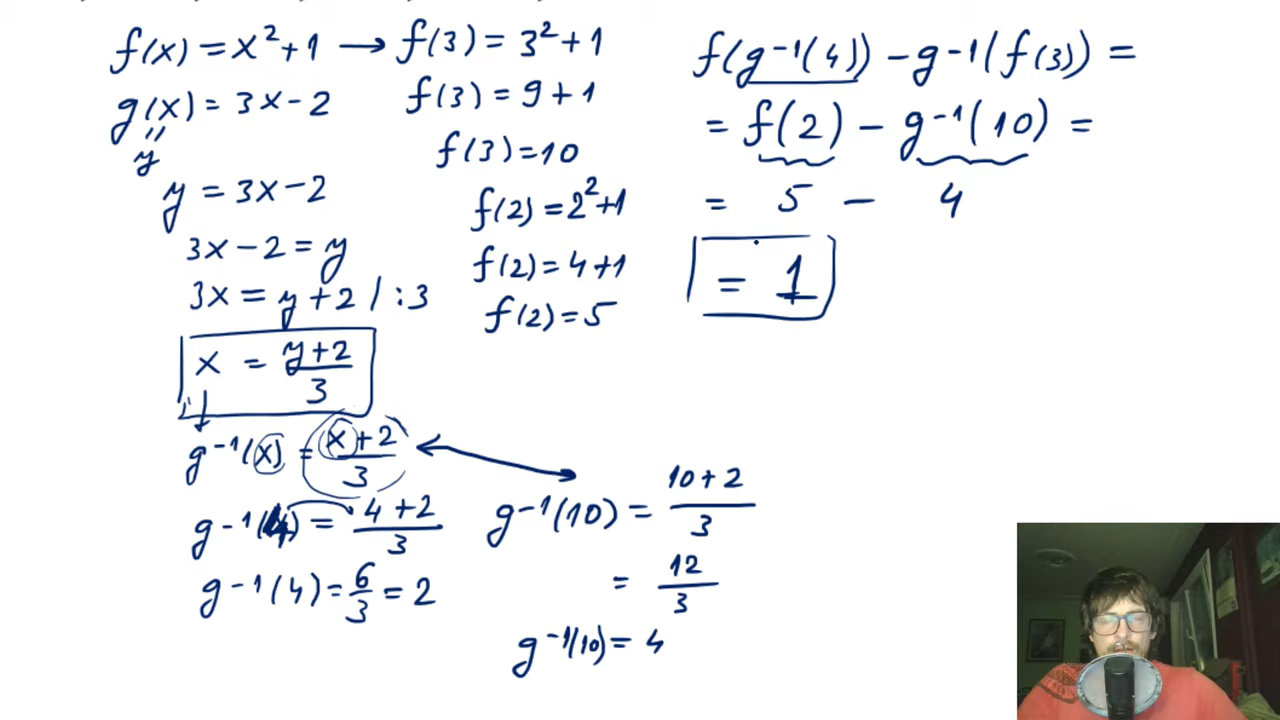 f(x) = x²+1 → f(3) = 3²+1
g(x) = 3x-2
"
y
y = 3x-2
3x-2 = y
3x = y+2 / :3
x = y+2/3
↓
g-1(x) = x+2/3
g-1(4) = 4+2/3
g-1(4) = 6/3 = 2
f(3) = 9+1
f(3) = 10
f(2) = 2²+1
f(2) = 4+1
f(2) = 5
g-1(10) = 10+2/3
= 12/3
g-1(10) = 4
f(g-1(4)) - g-1(f(3)) =
= f(2) - g-1(10) =
= 5 - 4
= 1